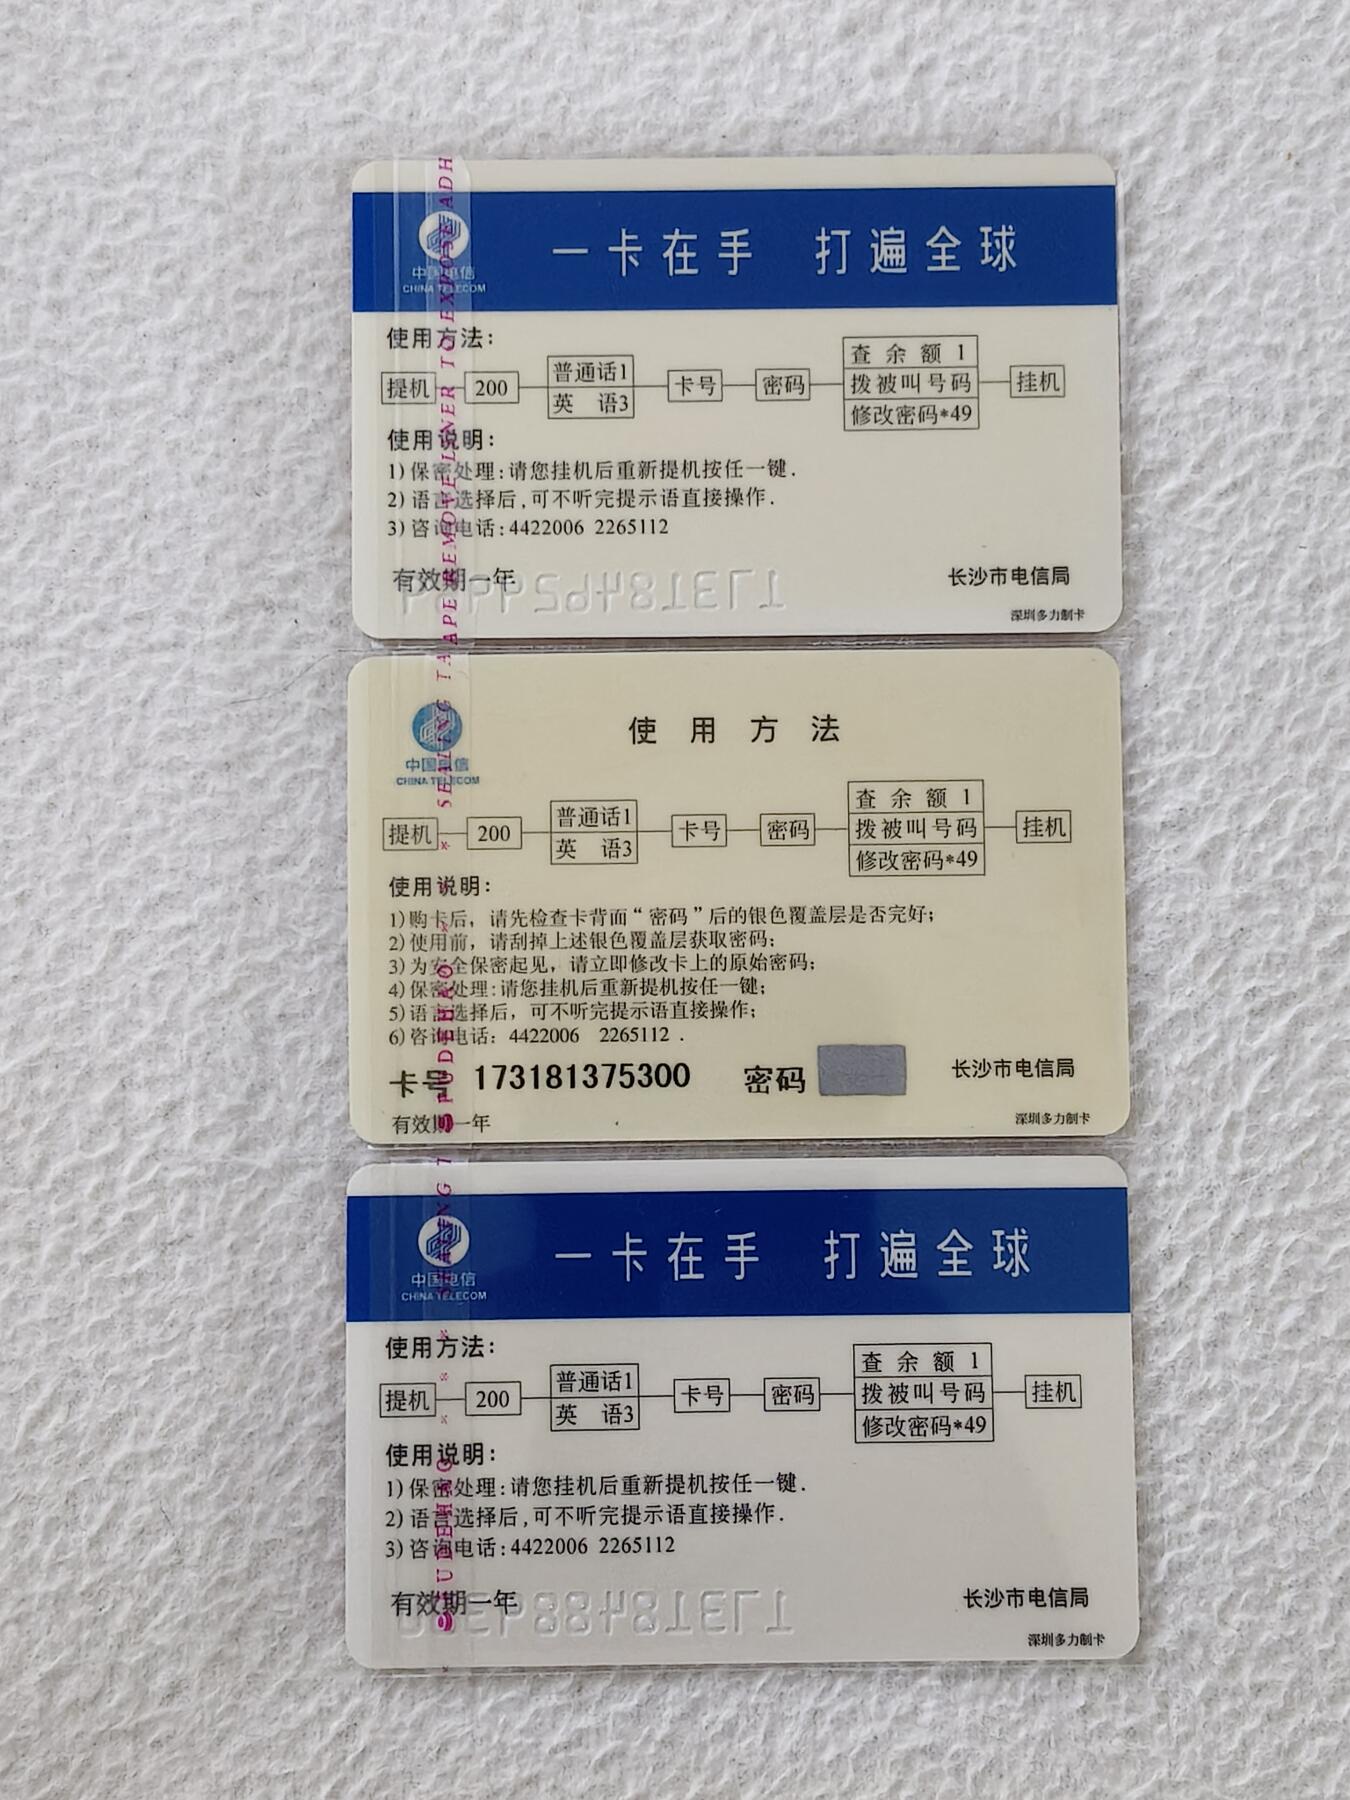 中国电信
CHINA TELECOM
一卡在手 打遍全球
使用方法:
提机 200 普通话1 英 语3 卡号 密码 查余额1 拨被叫号码 修改密码*49 挂机
使用说明:
1)保密处理:请您挂机后重新提机按任一键.
2)语言选择后,可不听完提示语直接操作.
3)咨询电话:4422006 2265112
有效期一年
长沙市电信局
深圳多力制卡
中国电信
CHINA TELECOM
使用方法
提机 200 普通话1 英 语3 卡号 密码 查余额1 拨被叫号码 修改密码*49 挂机
使用说明:
1)购卡后,请先检查卡背面“密码”后的银色覆盖层是否完好;
2)使用前,请刮掉上述银色覆盖层获取密码;
3)为安全保密起见,请立即修改卡上的原始密码;
4)保密处理:请您挂机后重新提机按任一键;
5)语言选择后,可不听完提示语直接操作;
6)咨询电话: 4422006 2265112 .
卡号 173181375300 密码
长沙市电信局
有效期一年
深圳多力制卡
中国电信
CHINA TELECOM
一卡在手 打遍全球
使用方法:
提机 200 普通话1 英 语3 卡号 密码 查余额1 拨被叫号码 修改密码*49 挂机
使用说明:
1)保密处理:请您挂机后重新提机按任一键.
2)语言选择后,可不听完提示语直接操作.
3)咨询电话:4422006 2265112
有效期一年
长沙市电信局
深圳多力制卡